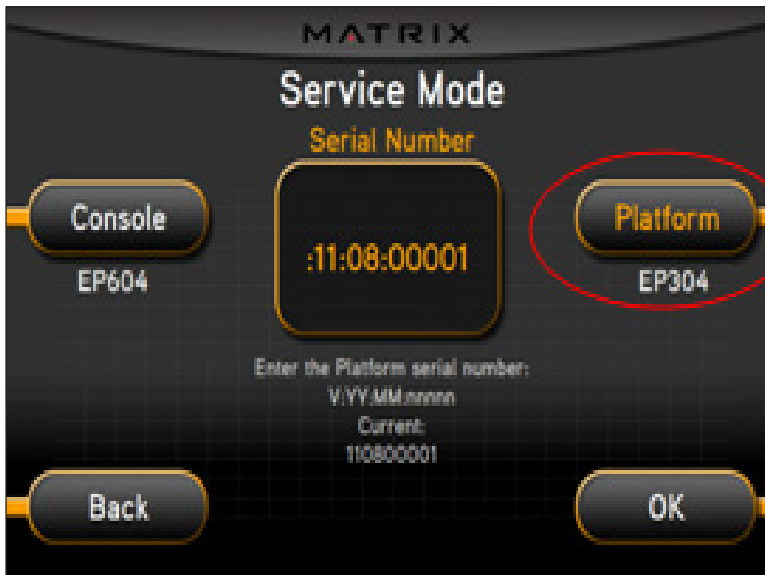 MATRIX
Service Mode
Serial Number
Console
Platform
:11:08:00001
EP604
EP304
Enter the Platform serial number:
V:YY:MM:nnnnn
Current:
110800001
Back
OK